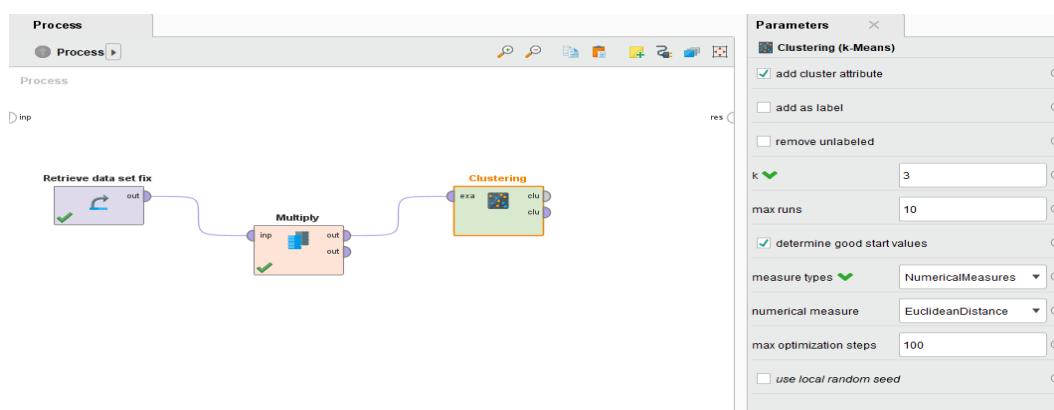 Process
Process
Process
inp
res
Retrieve data set fix
out
Multiply
inp
out
out
Clustering
exa
clu
clu
Parameters
Clustering (k-Means)
add cluster attribute
add as label
remove unlabeled
k
3
max runs
10
determine good start values
measure types
NumericalMeasures
numerical measure
EuclideanDistance
max optimization steps
100
use local random seed